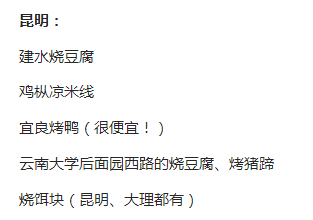 昆明：
建水烧豆腐
鸡枞凉米线
宜良烤鸭（很便宜！）
云南大学后面园西路的烧豆腐、烤猪蹄
烧饵块（昆明、大理都有）